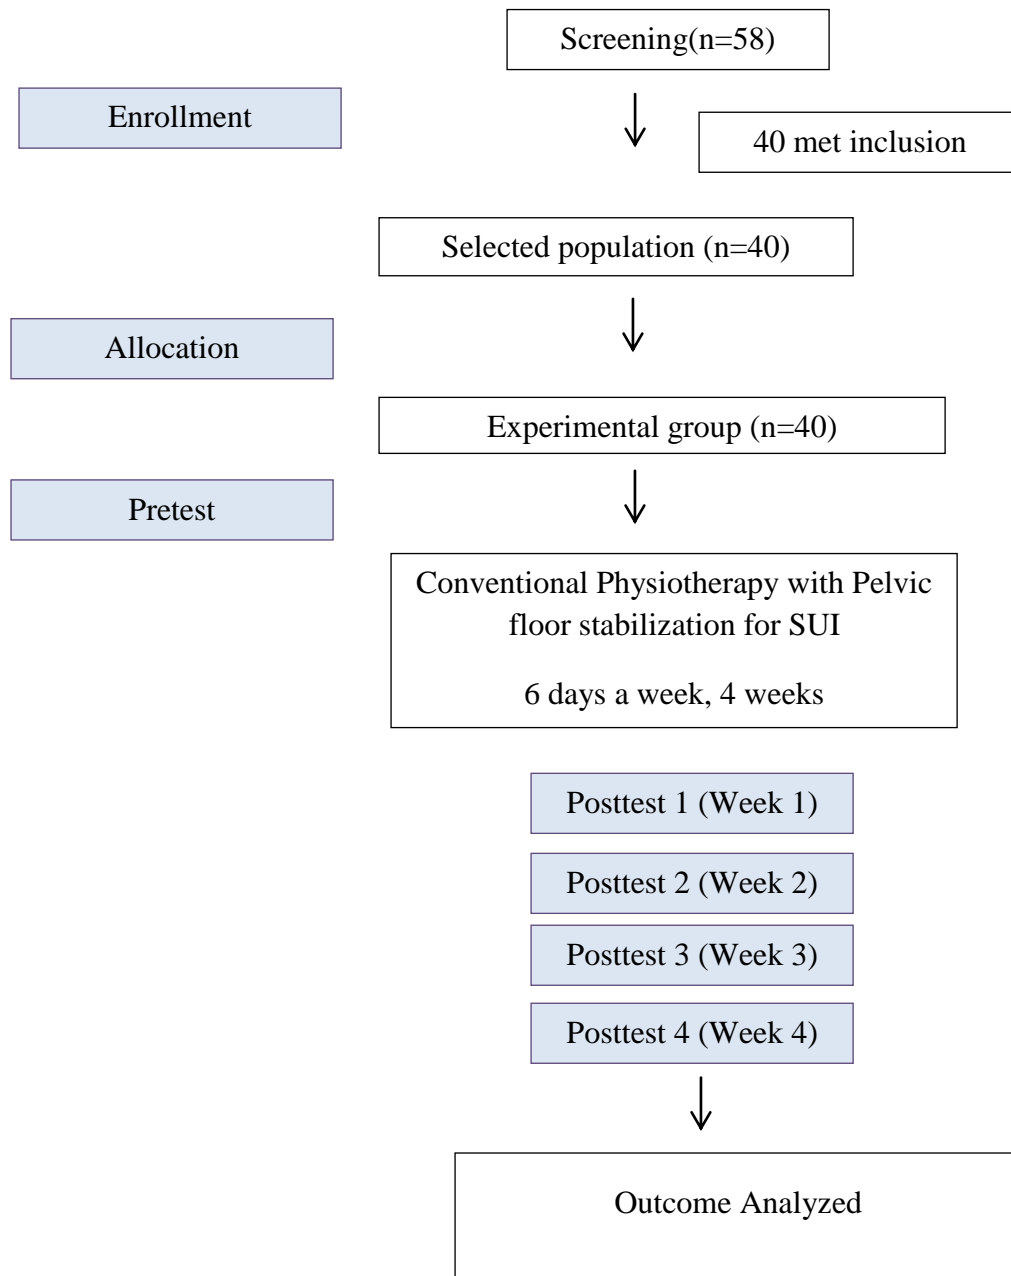 Screening(n=58)
Enrollment
40 met inclusion
Selected population (n=40)
Allocation
Experimental group (n=40)
Pretest
Conventional Physiotherapy with Pelvic
floor stabilization for SUI
6 days a week, 4 weeks
Posttest 1 (Week 1)
Posttest 2 (Week 2)
Posttest 3 (Week 3)
Posttest 4 (Week 4)
Outcome Analyzed